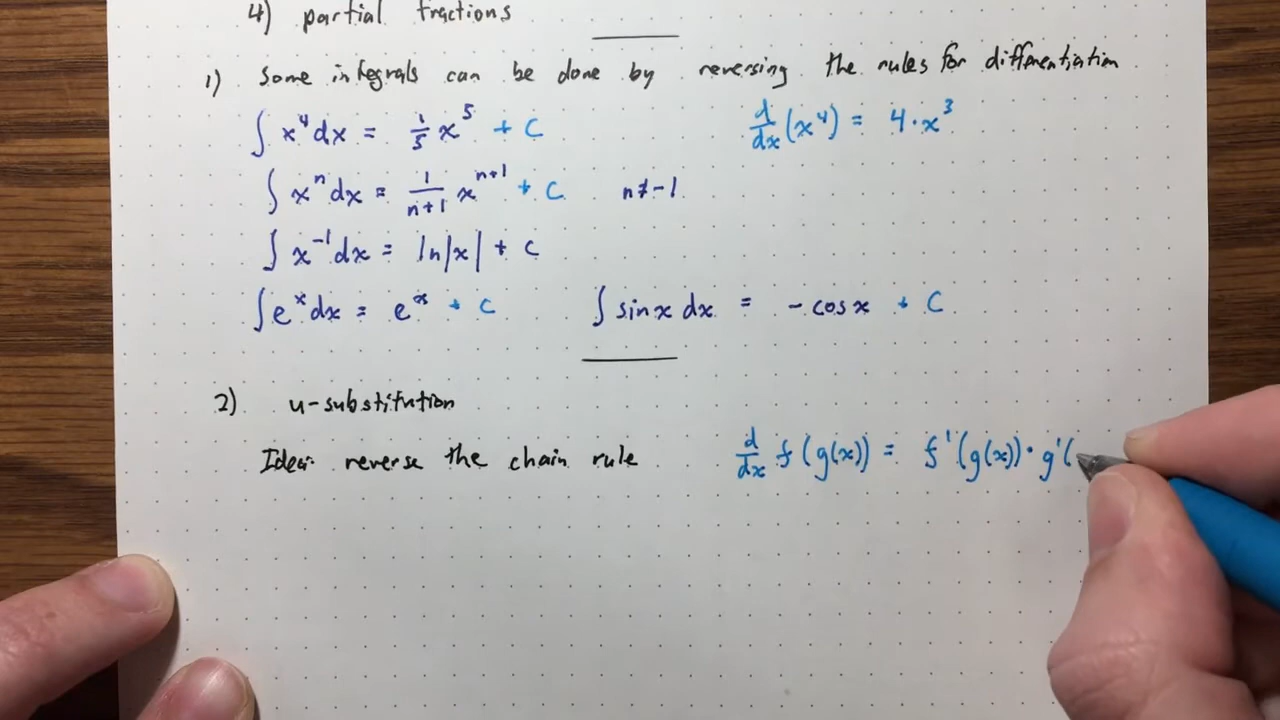 4) partial fractions
1) Some integrals can be done by reversing the rules for differentiation
∫ x⁴ dx = 1/5 x⁵ + C d/dx (x⁴) = 4·x³
∫ xⁿ dx = 1/(n+1) xⁿ⁺¹ + C n≠-1
∫ x⁻¹ dx = ln|x| + C
∫ eˣ dx = eˣ + C ∫ sin x dx = - cos x + C
2) u-substitution
Idea: reverse the chain rule d/dx f(g(x)) = f'(g(x))·g'(